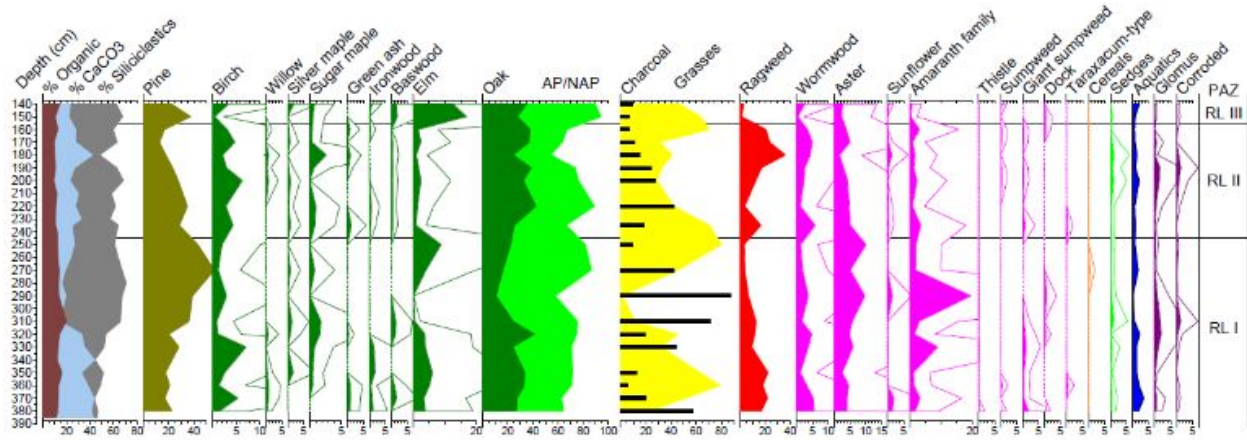 Depth (cm)
% Organic
% CaCO3
% Siliciclastics
Pine
Birch
Willow
Silver maple
Sugar maple
Green ash
Ironwood
Baswood
Elm
Oak
AP/NAP
Charcoal
Grasses
Ragweed
Wormwood
Aster
Sunflower
Amaranth family
Thistle
Sumpweed
Giant sumpweed
Dock
Taraxacum-type
Cerealis
Sedges
Aquatics
Glomus
Corroded
PAZ
140
150
160
170
180
190
200
210
220
230
240
250
260
270
280
290
300
310
320
330
340
350
360
370
380
390
RL III
RL II
RL I
20 40 60 80
20 40
5 10
5
5
5
5
5
5
20
20 40 60 80 100
20 40 60 80 100
20 40
5
5 10 15
5
20
5
5
5
5
5
5
5
5
5
5